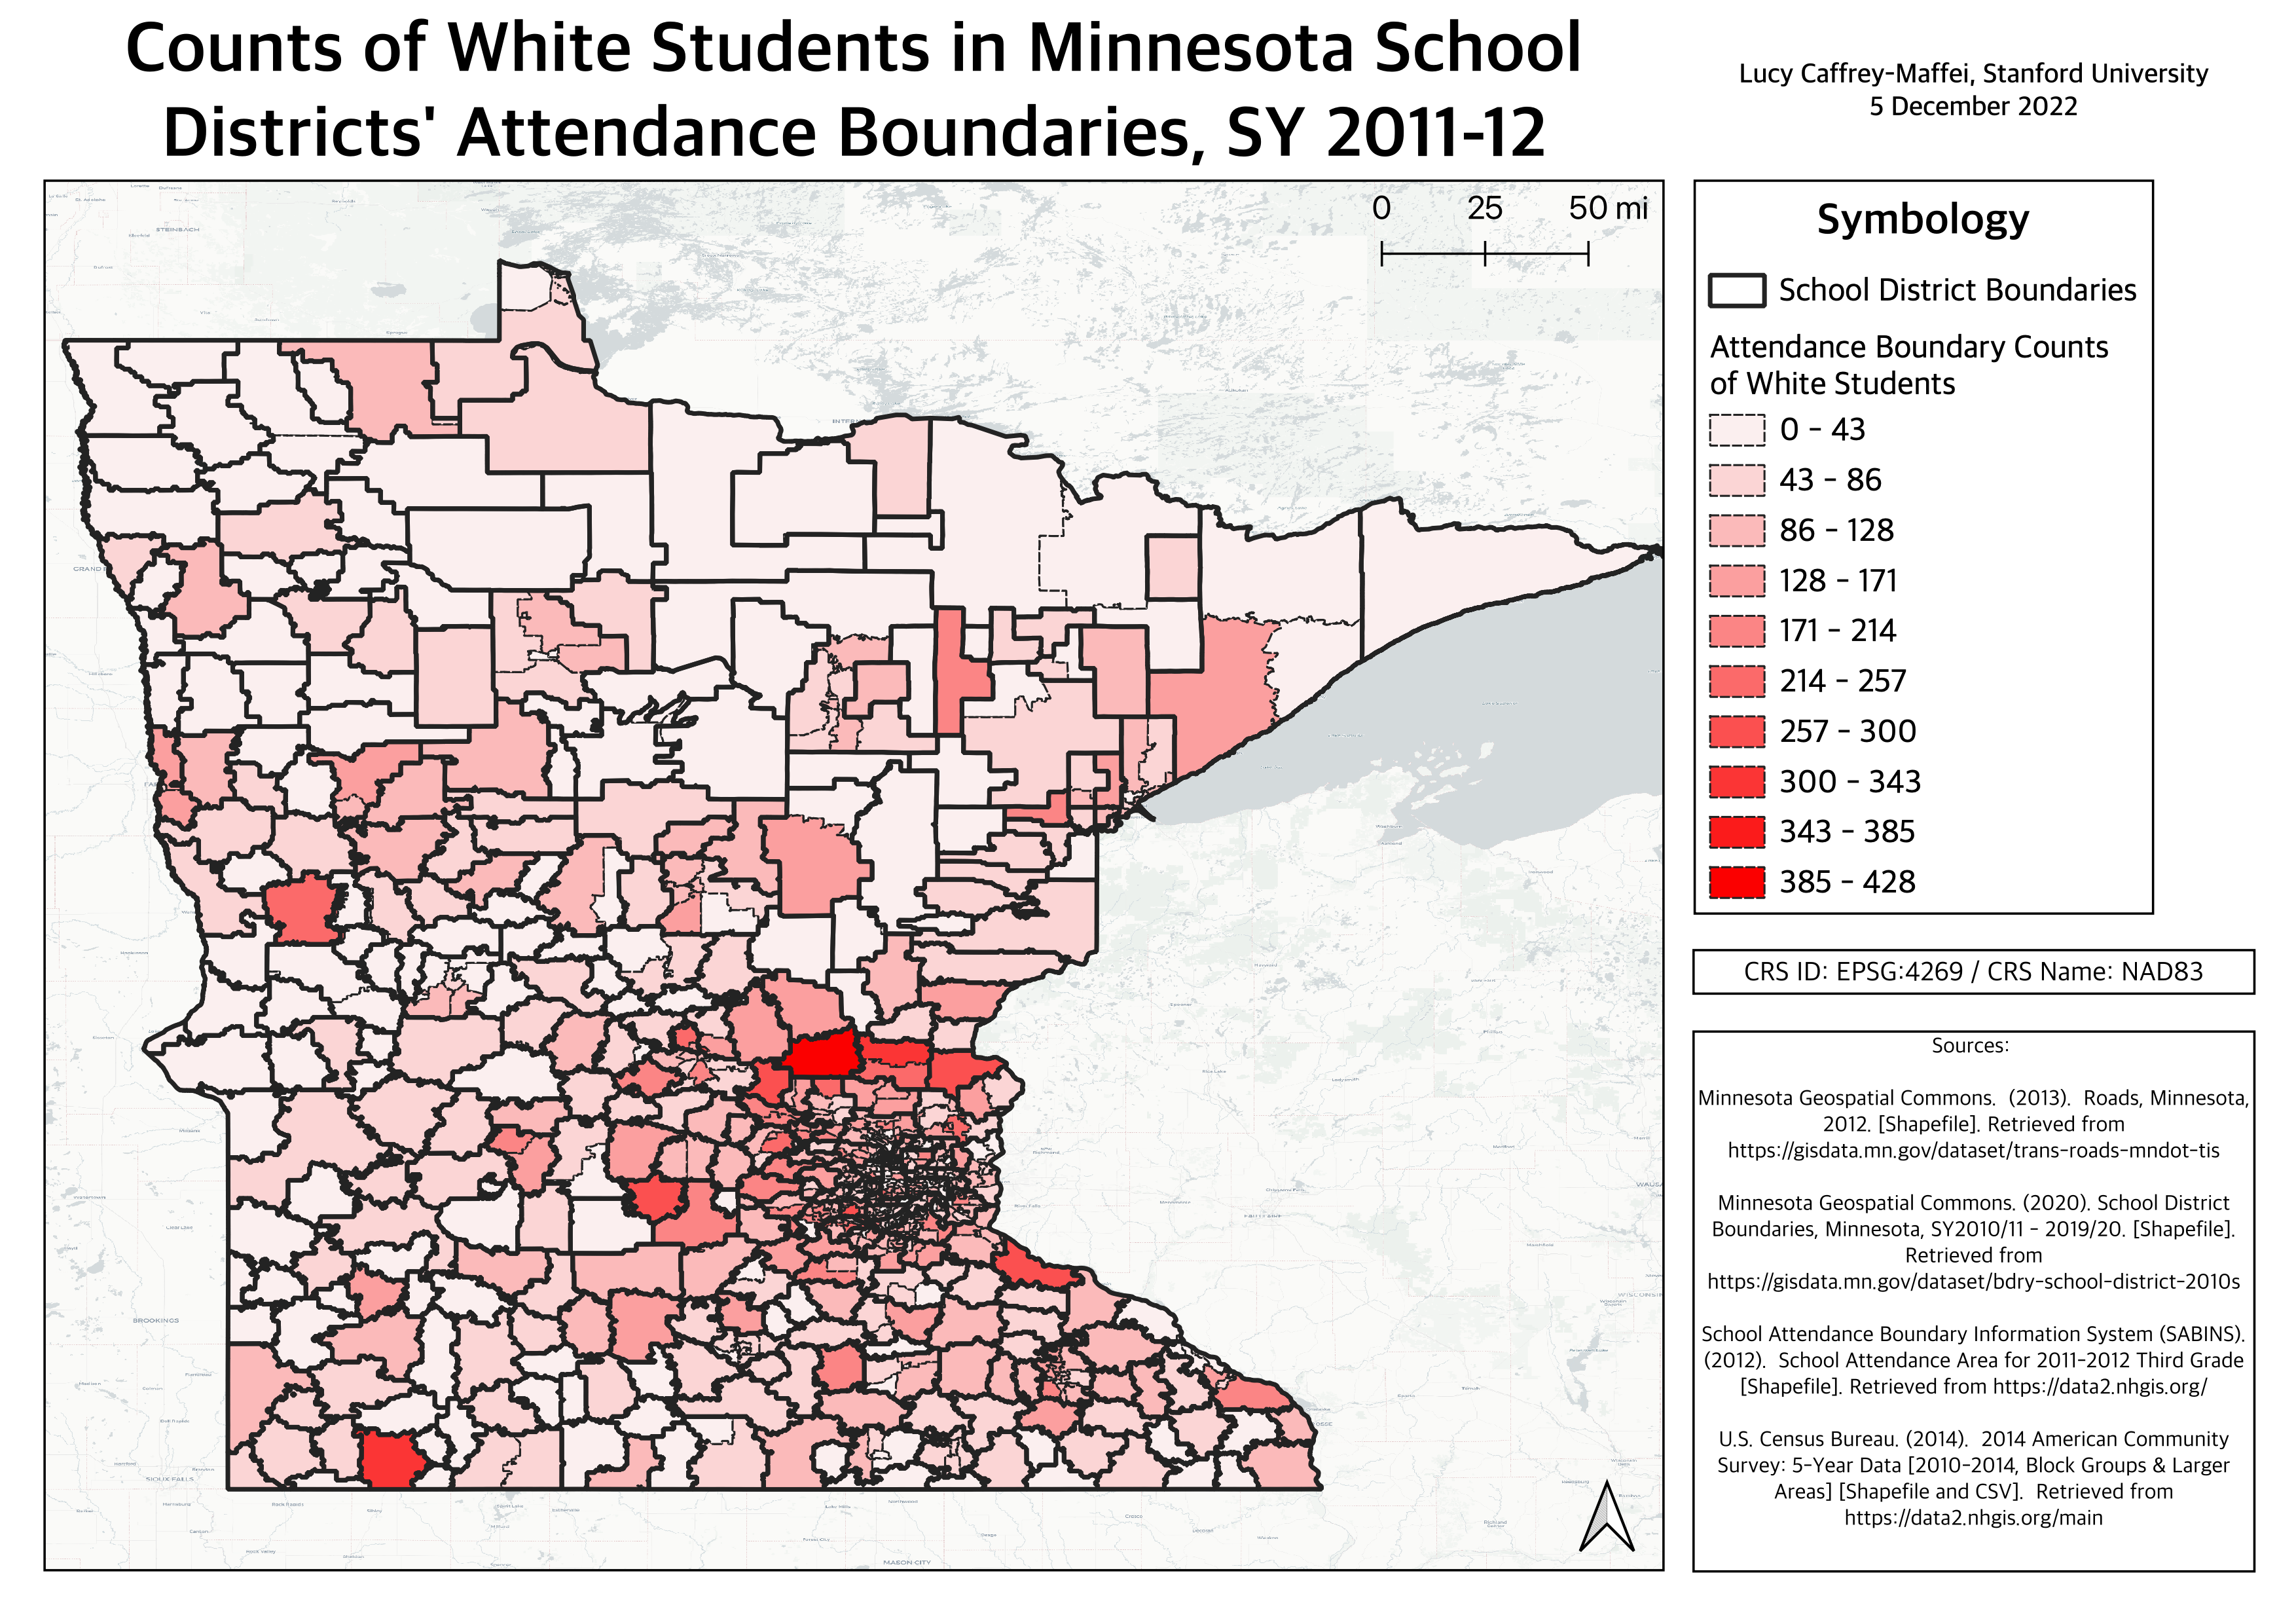 Counts of White Students in Minnesota School
Districts' Attendance Boundaries, SY 2011-12
Lucy Caffrey-Maffei, Stanford University
5 December 2022
0 25 50 mi
STEINBACH
BROOKINGS
SIOUX FALLS
MASON CITY
Symbology
School District Boundaries
Attendance Boundary Counts
of White Students
0 - 43
43 - 86
86 - 128
128 - 171
171 - 214
214 - 257
257 - 300
300 - 343
343 - 385
385 - 428
CRS ID: EPSG:4269 / CRS Name: NAD83
Sources:
Minnesota Geospatial Commons. (2013). Roads, Minnesota,
2012. [Shapefile]. Retrieved from
https://gisdata.mn.gov/dataset/trans-roads-mndot-tis
Minnesota Geospatial Commons. (2020). School District
Boundaries, Minnesota, SY2010/11 - 2019/20. [Shapefile].
Retrieved from
https://gisdata.mn.gov/dataset/bdry-school-district-2010s
School Attendance Boundary Information System (SABINS).
(2012). School Attendance Area for 2011-2012 Third Grade
[Shapefile]. Retrieved from https://data2.nhgis.org/
U.S. Census Bureau. (2014). 2014 American Community
Survey: 5-Year Data [2010-2014, Block Groups & Larger
Areas] [Shapefile and CSV]. Retrieved from
https://data2.nhgis.org/main